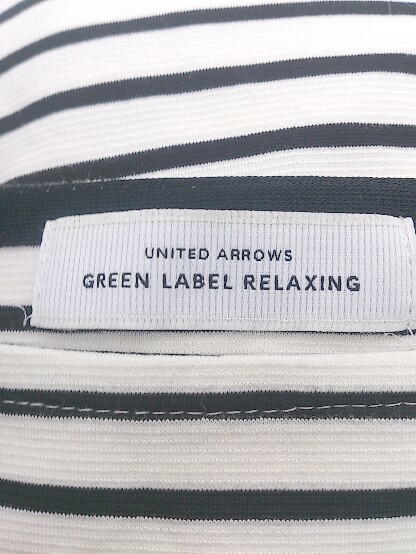 UNITED ARROWS
GREEN LABEL RELAXING